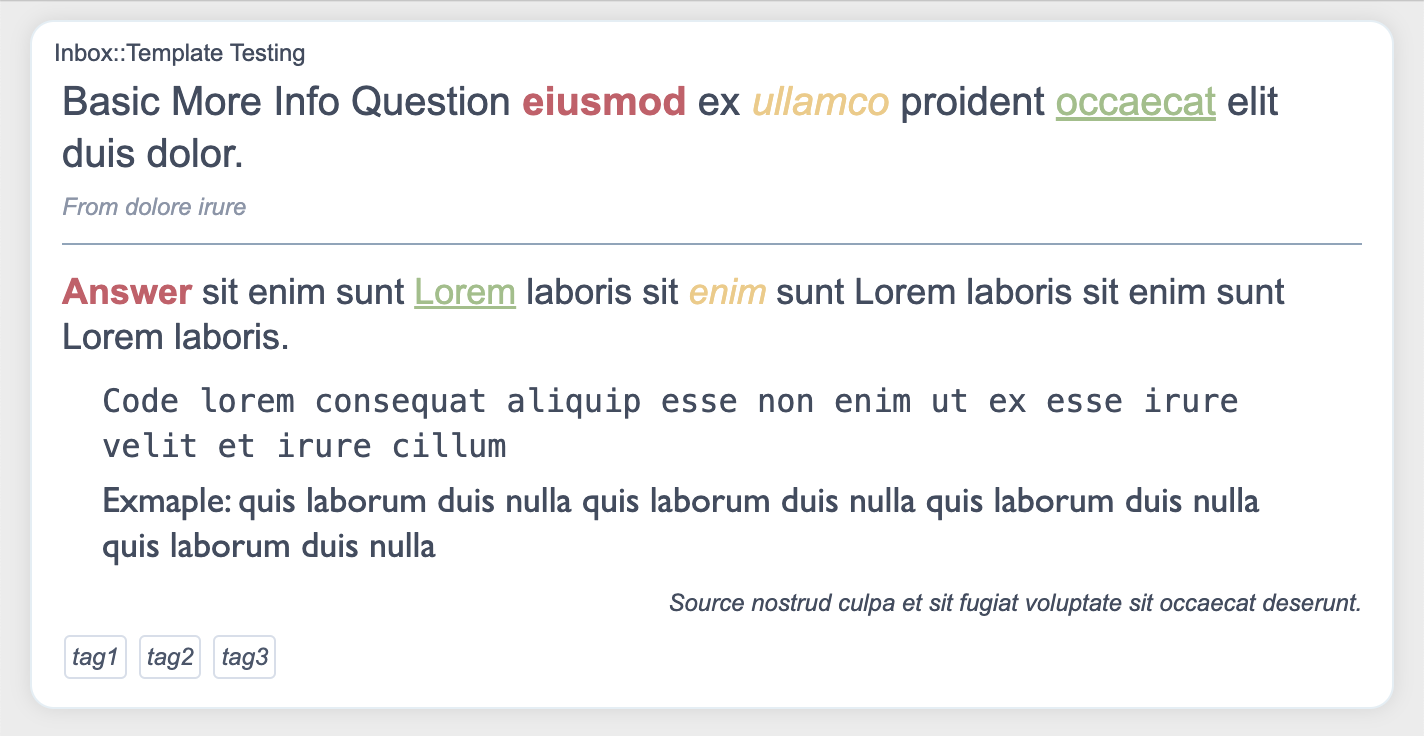 Inbox::Template Testing
Basic More Info Question eiusmod ex ullamco proident occaecat elit
duis dolor.
From dolore irure
Answer sit enim sunt Lorem laboris sit enim sunt Lorem laboris sit enim sunt
Lorem laboris.
Code lorem consequat aliquip esse non enim ut ex esse irure
velit et irure cillum
Exmaple: quis laborum duis nulla quis laborum duis nulla quis laborum duis nulla
quis laborum duis nulla
Source nostrud culpa et sit fugiat voluptate sit occaecat deserunt.
tag1 tag2 tag3